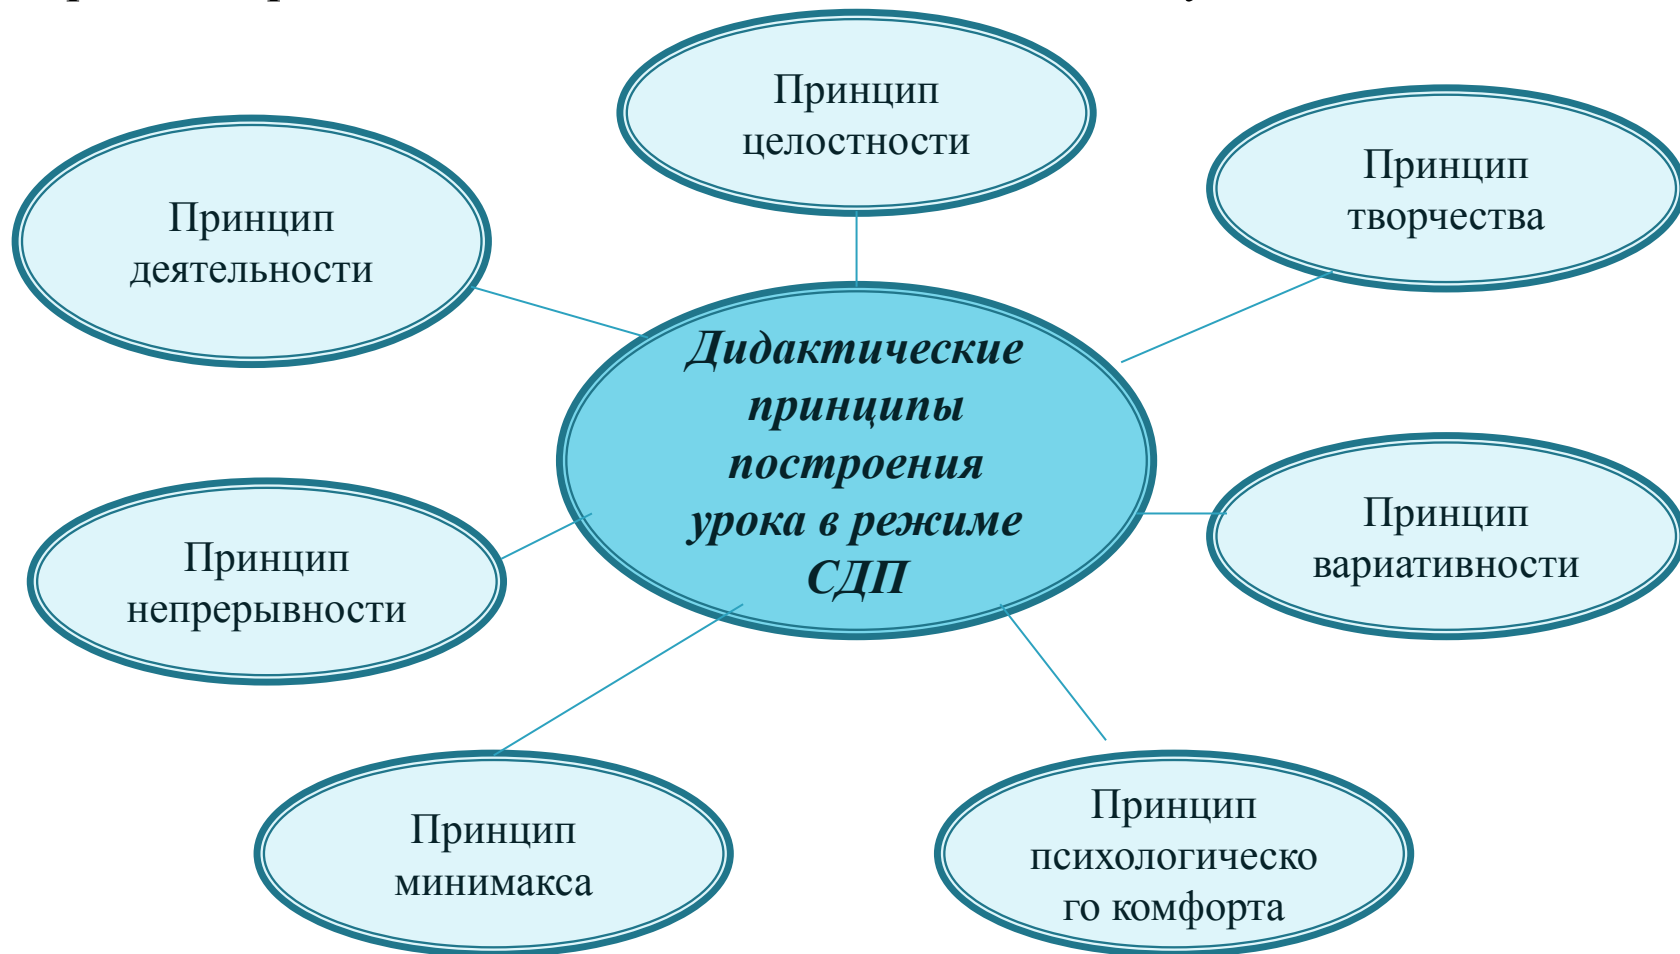 Принцип
целостности
Принцип
творчества
Принцип
деятельности
Дидактические
принципы
построения
урока в режиме
СДП
Принцип
вариативности
Принцип
непрерывности
Принцип
минимакса
Принцип
психологическо
го комфорта